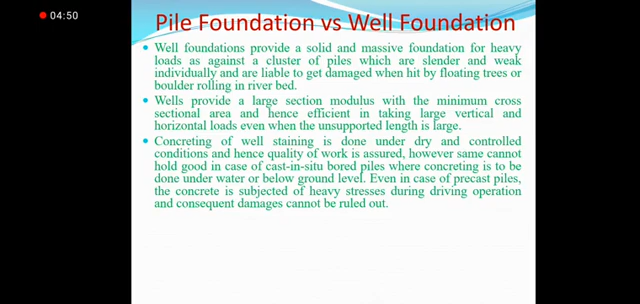 04:50
Pile Foundation vs Well Foundation
• Well foundations provide a solid and massive foundation for heavy
loads as against a cluster of piles which are slender and weak
individually and are liable to get damaged when hit by floating trees or
boulder rolling in river bed.
• Wells provide a large section modulus with the minimum cross
sectional area and hence efficient in taking large vertical and
horizontal loads even when the unsupported length is large.
• Concreting of well staining is done under dry and controlled
conditions and hence quality of work is assured, however same cannot
hold good in case of cast-in-situ bored piles where concreting is to be
done under water or below ground level. Even in case of precast piles,
the concrete is subjected of heavy stresses during driving operation
and consequent damages cannot be ruled out.